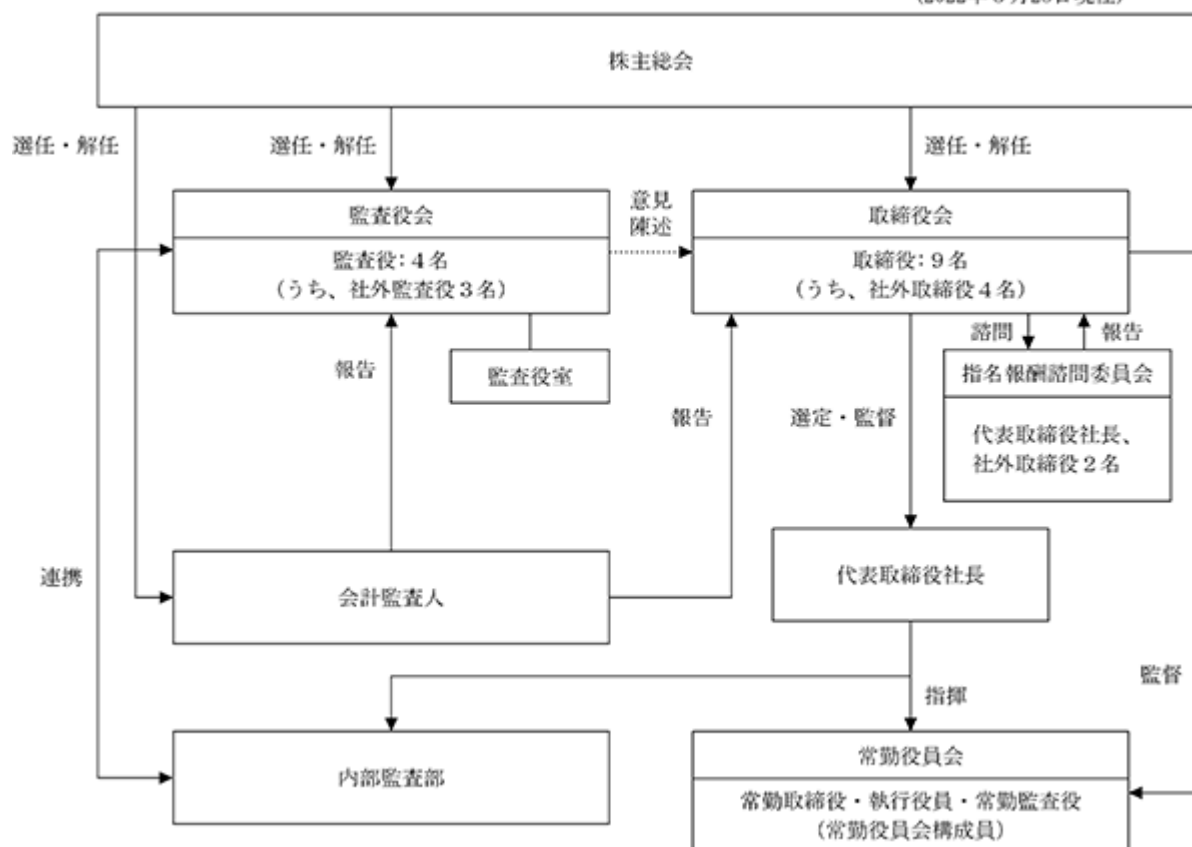 株主総会
選任・解任
選任・解任
選任・解任
監査役会
監査役：4名
（うち、社外監査役3名）
意見
陳述
取締役会
取締役：9名
（うち、社外取締役4名）
監査役室
報告
報告
選定・監督
諮問
報告
指名報酬諮問委員会
代表取締役社長、
社外取締役2名
連携
会計監査人
代表取締役社長
指揮
監督
内部監査部
常勤役員会
常勤取締役・執行役員・常勤監査役
（常勤役員会構成員）